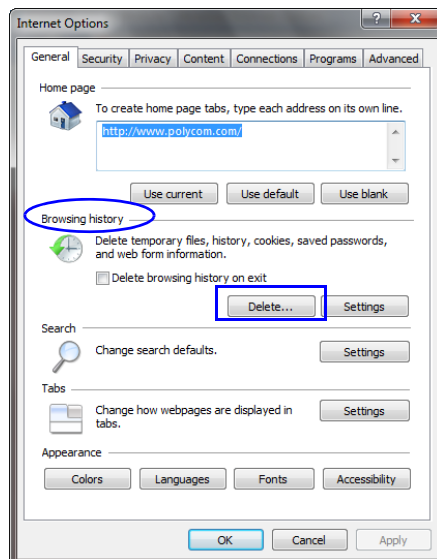 Internet Options
General Security Privacy Content Connections Programs Advanced
Home page
To create home page tabs, type each address on its own line.
http://www.polycom.com/
Use current Use default Use blank
Browsing history
Delete temporary files, history, cookies, saved passwords,
and web form information.
Delete browsing history on exit
Delete... Settings
Search
Change search defaults. Settings
Tabs
Change how webpages are displayed in
tabs.
Settings
Appearance
Colors Languages Fonts Accessibility
OK Cancel Apply